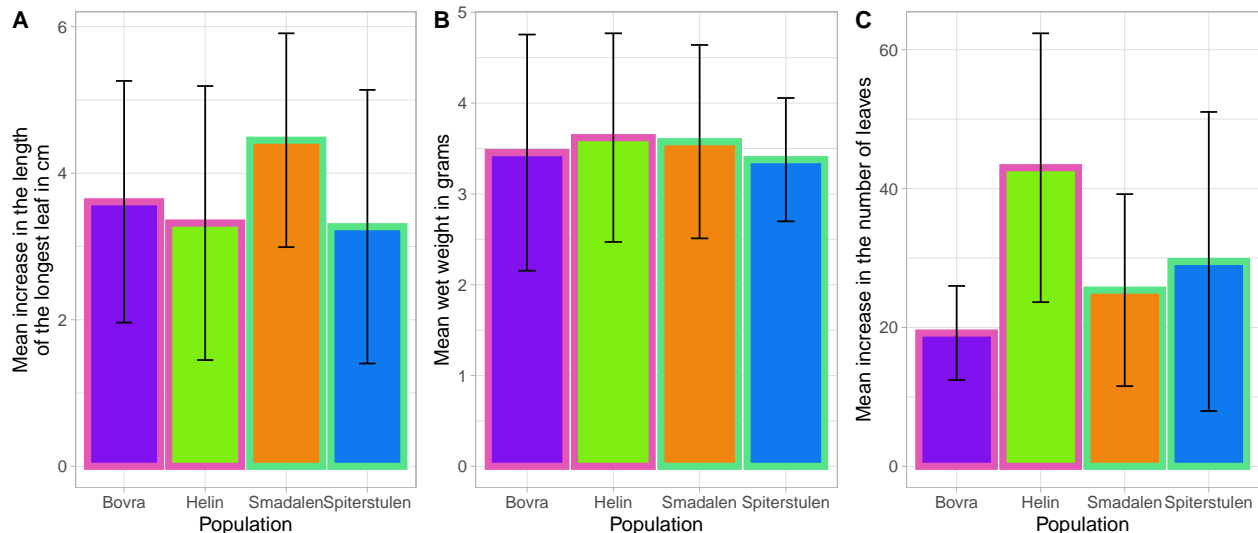 A
Mean increase in the length
of the longest leaf in cm
6
4
2
0
Bovra Helin Smadalen Spiterstulen
Population
B
Mean wet weight in grams
5
4
3
2
1
0
Bovra Helin Smadalen Spiterstulen
Population
C
Mean increase in the number of leaves
60
40
20
0
Bovra Helin Smadalen Spiterstulen
Population